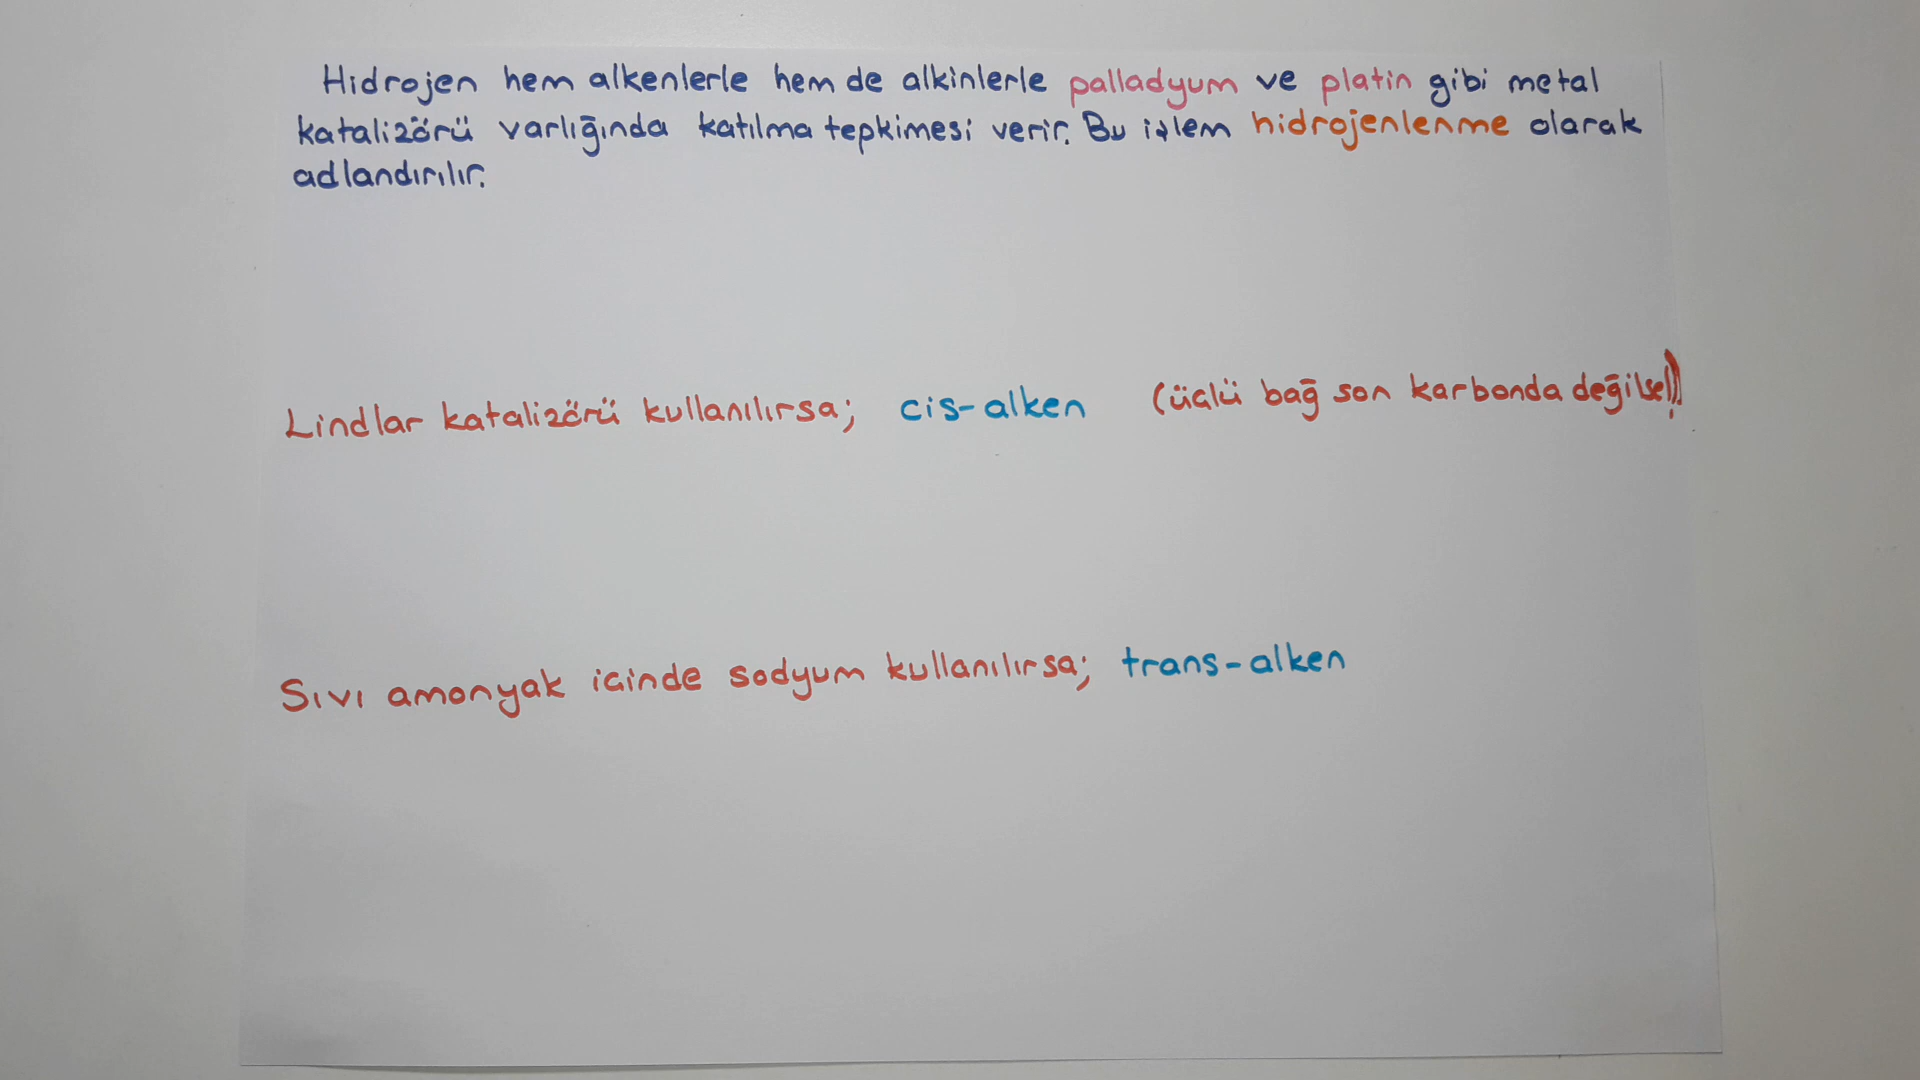 Hidrojen hem alkenlerle hem de alkinlerle palladyum ve platin gibi metal
katalizörü varlığında katılma tepkimesi verir. Bu işlem hidrojenlenme olarak
adlandırılır.
Lindlar katalizörü kullanılırsa; cis-alken (üçlü bağ son karbonda değilse!)
Sıvı amonyak içinde sodyum kullanılırsa; trans-alken